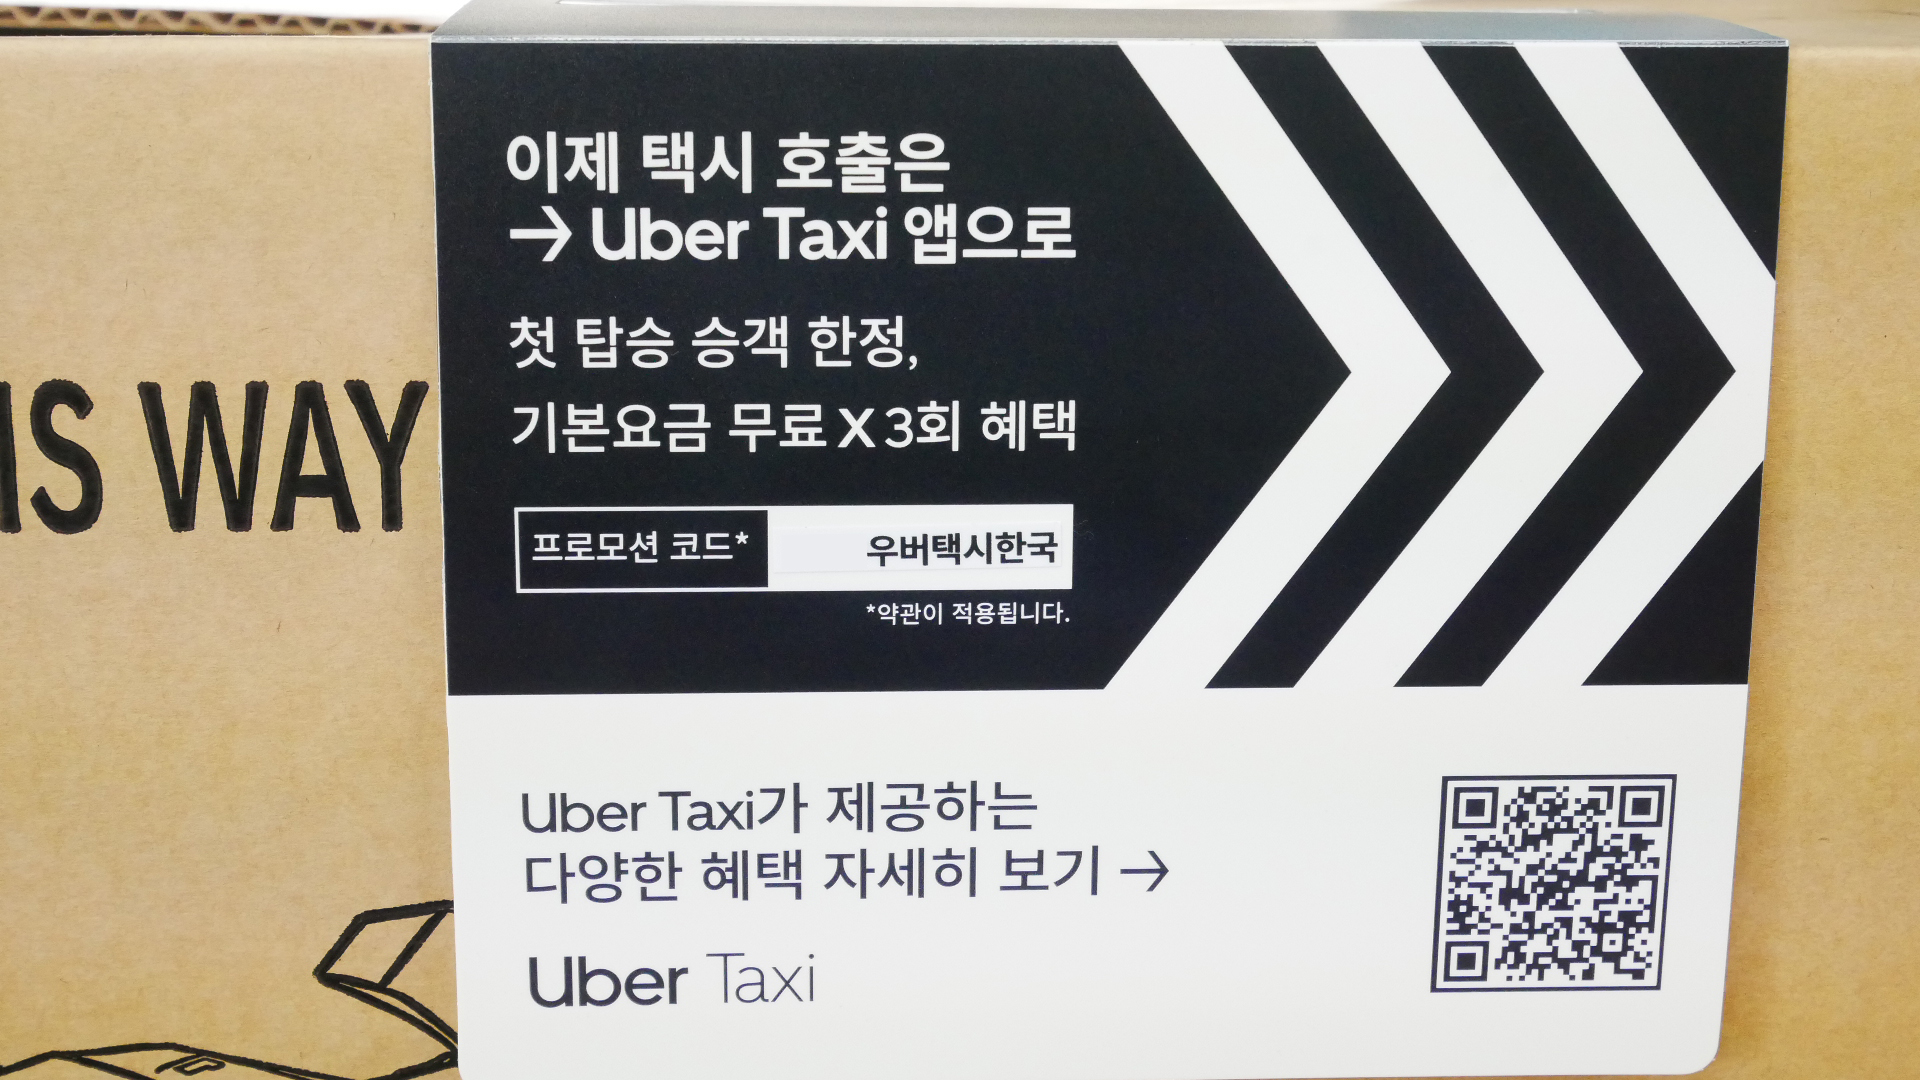 이제 택시 호출은
→ Uber Taxi 앱으로
첫 탑승 승객 한정,
기본요금 무료 X 3회 혜택
프로모션 코드* 우버택시한국
*약관이 적용됩니다.
IS WAY
Uber Taxi가 제공하는
다양한 혜택 자세히 보기 →
Uber Taxi